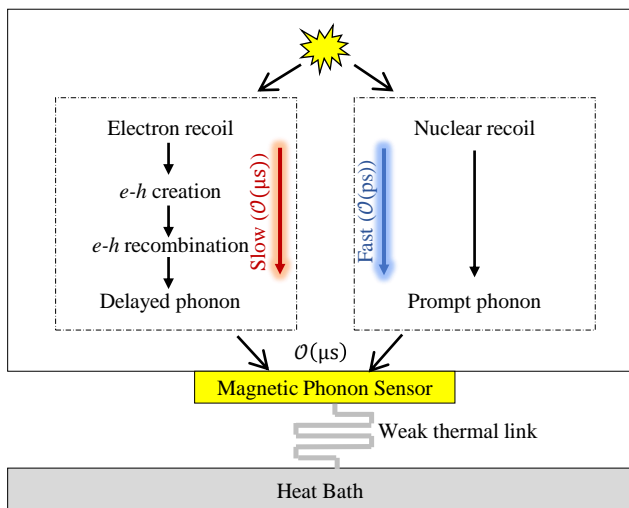 Electron recoil
e-h creation
e-h recombination
Delayed phonon
Slow (𝒪(μs))
Fast (𝒪(ps))
Nuclear recoil
Prompt phonon
𝒪(μs)
Magnetic Phonon Sensor
Weak thermal link
Heat Bath